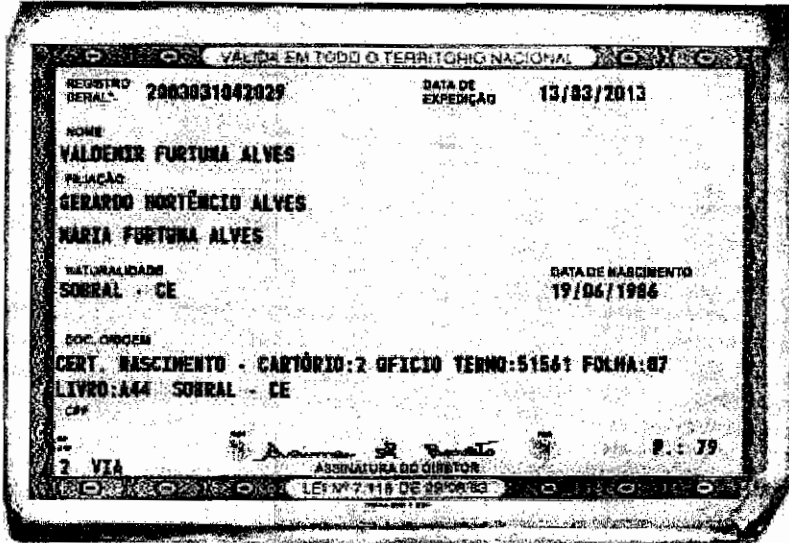 VÁLIDA EM TODO O TERRITÓRIO NACIONAL
REGISTRO GERAL 2003031042029 DATA DE EXPEDIÇÃO 13/03/2013
NOME
VALDEMIR FURTUNA ALVES
FILIAÇÃO
GERARDO HORTÊNCIO ALVES
MARIA FURTUNA ALVES
NATURALIDADE DATA DE NASCIMENTO
SOBRAL - CE 19/06/1986
DOC. ORIGEM
CERT. NASCIMENTO - CARTÓRIO:2 OFICIO TERMO:51561 FOLHA:87
LIVRO:A44 SOBRAL - CE
CPF
2 VIA P.: 79
ASSINATURA DO DIRETOR
LEI Nº 7.116 DE 29/08/83